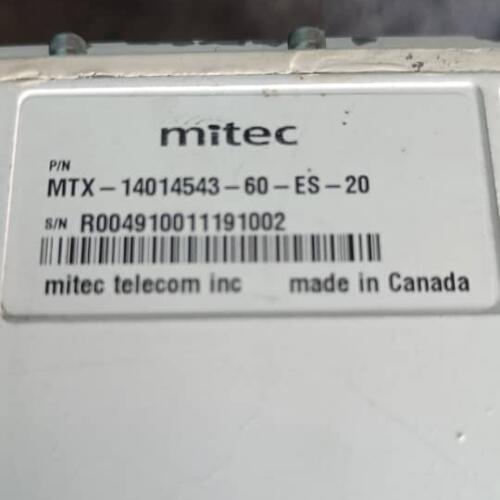 mitec
P/N
MTX-14014543-60-ES-20
S/N R004910011191002
mitec telecom inc made in Canada